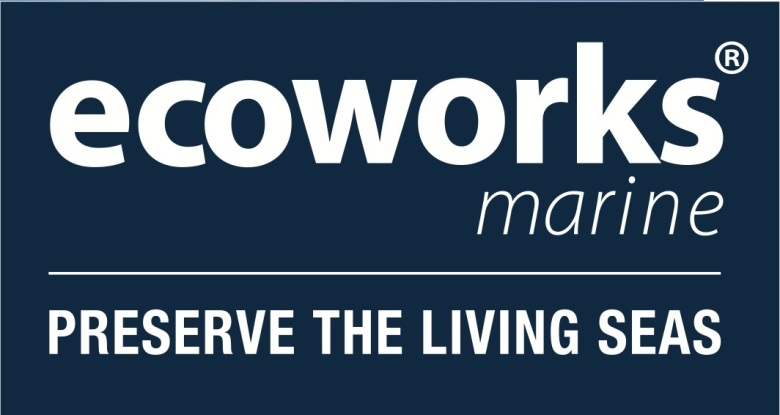 ecoworks®
marine
PRESERVE THE LIVING SEAS